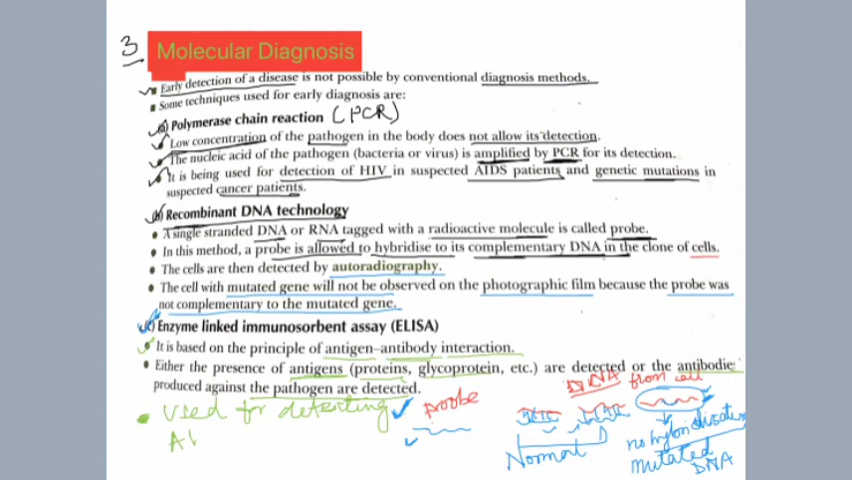 3 Molecular Diagnosis
Early detection of a disease is not possible by conventional diagnosis methods.
Some techniques used for early diagnosis are:
(a) Polymerase chain reaction (PCR)
Low concentration of the pathogen in the body does not allow its detection.
The nucleic acid of the pathogen (bacteria or virus) is amplified by PCR for its detection.
It is being used for detection of HIV in suspected AIDS patients and genetic mutations in
suspected cancer patients.
(b) Recombinant DNA technology
A single stranded DNA or RNA tagged with a radioactive molecule is called probe.
In this method, a probe is allowed to hybridise to its complementary DNA in the clone of cells.
The cells are then detected by autoradiography.
The cell with mutated gene will not be observed on the photographic film because the probe was
not complementary to the mutated gene.
(c) Enzyme linked immunosorbent assay (ELISA)
It is based on the principle of antigen–antibody interaction.
Either the presence of antigens (proteins, glycoprotein, etc.) are detected or the antibodie
produced against the pathogen are detected.
DNA from cell
Used for detecting
probe
no hybridisation
Normal
mutated
DNA